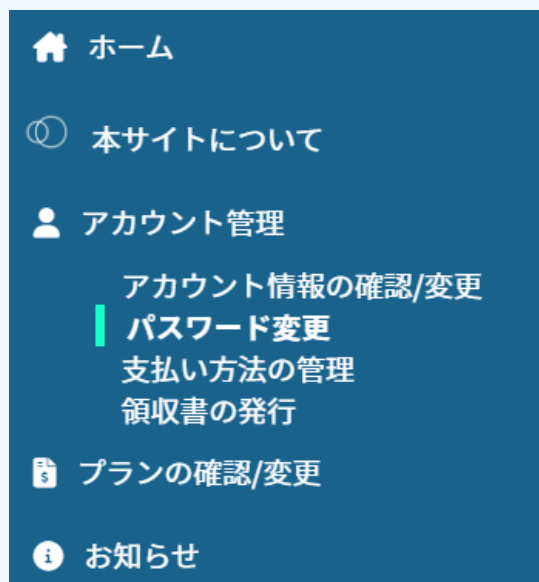 ホーム
本サイトについて
アカウント管理
アカウント情報の確認/変更
パスワード変更
支払い方法の管理
領収書の発行
プランの確認/変更
お知らせ